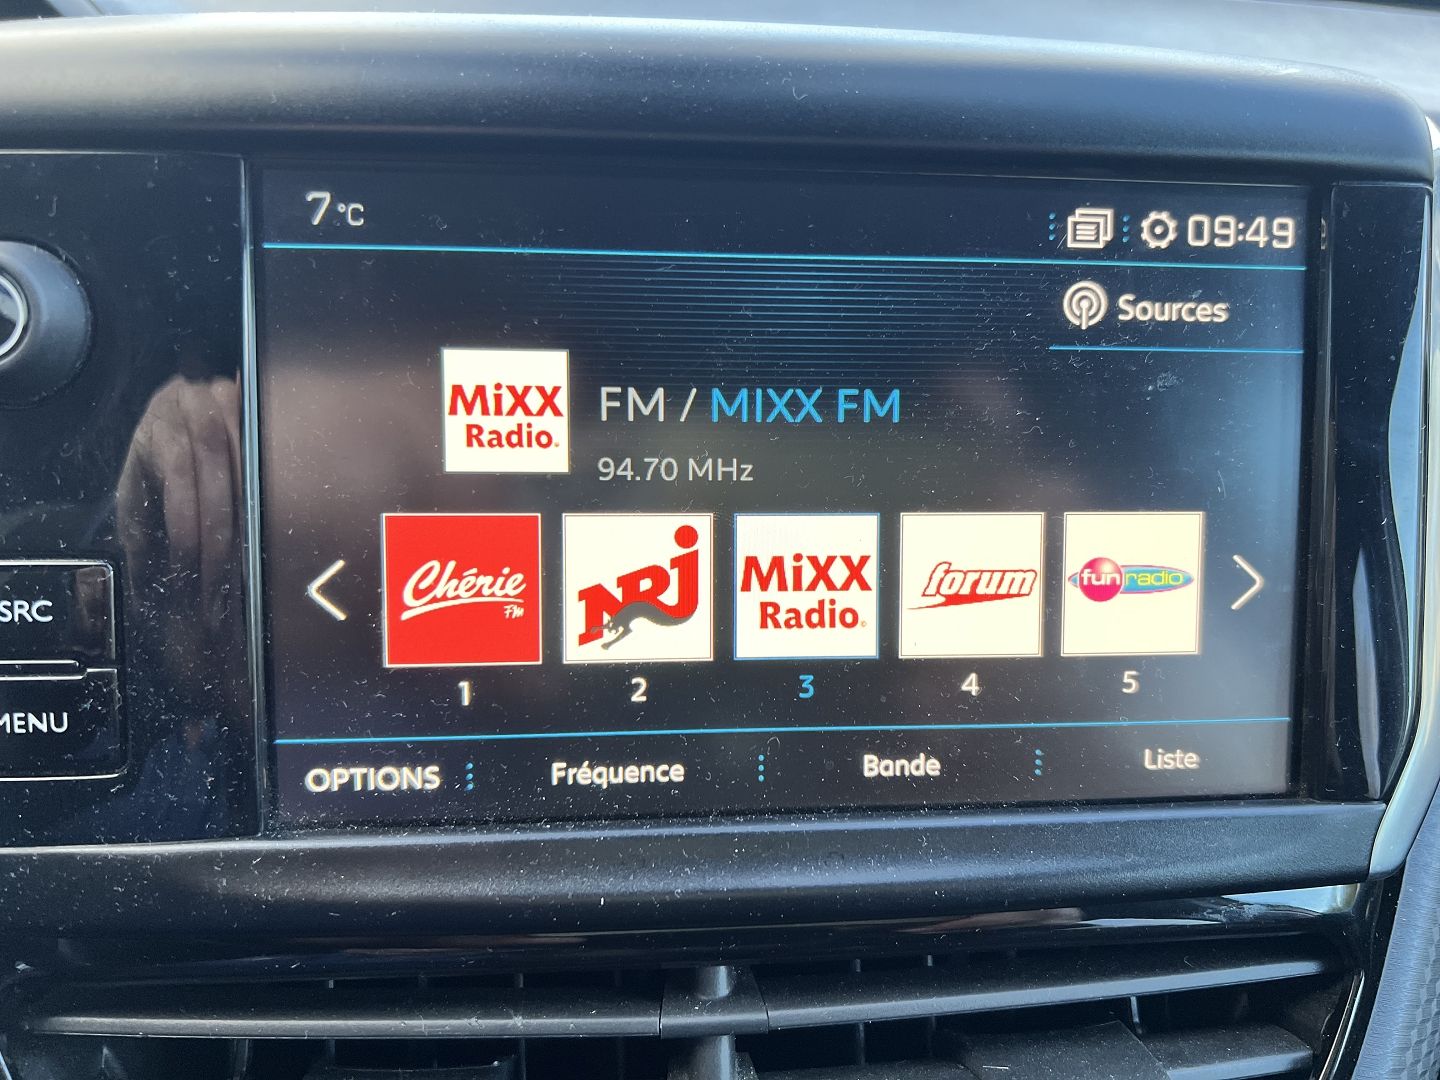 7 °C
09:49
Sources
MiXX
Radio
FM / MIXX FM
94.70 MHz
Chérie
FM
NRJ
MiXX
Radio
forum
fun radio
1
2
3
4
5
SRC
MENU
OPTIONS
Fréquence
Bande
Liste